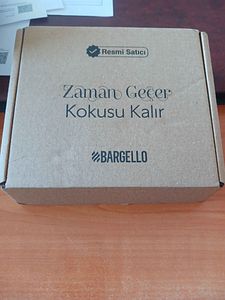 Resmi Satıcı
Zaman Geçer
Kokusu Kalır
BARGELLO